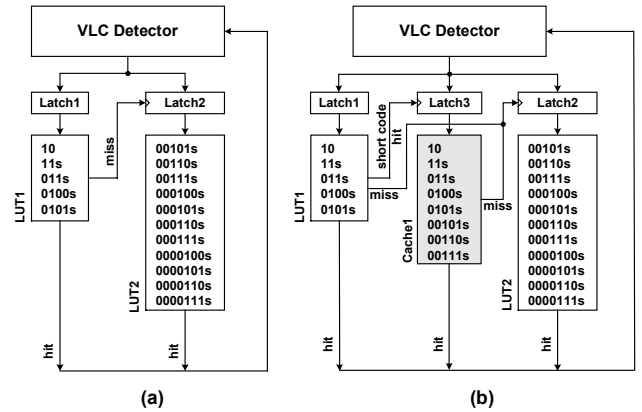 VLC Detector
Latch1
Latch2
miss
LUT1
10
11s
011s
0100s
0101s
LUT2
00101s
00110s
00111s
000100s
000101s
000110s
000111s
0000100s
0000101s
0000110s
0000111s
hit
hit
(a)
VLC Detector
Latch1
Latch3
Latch2
short code
hit
miss
miss
LUT1
10
11s
011s
0100s
0101s
Cache1
10
11s
011s
0100s
0101s
00101s
00110s
00111s
LUT2
00101s
00110s
00111s
000100s
000101s
000110s
000111s
0000100s
0000101s
0000110s
0000111s
hit
hit
hit
(b)